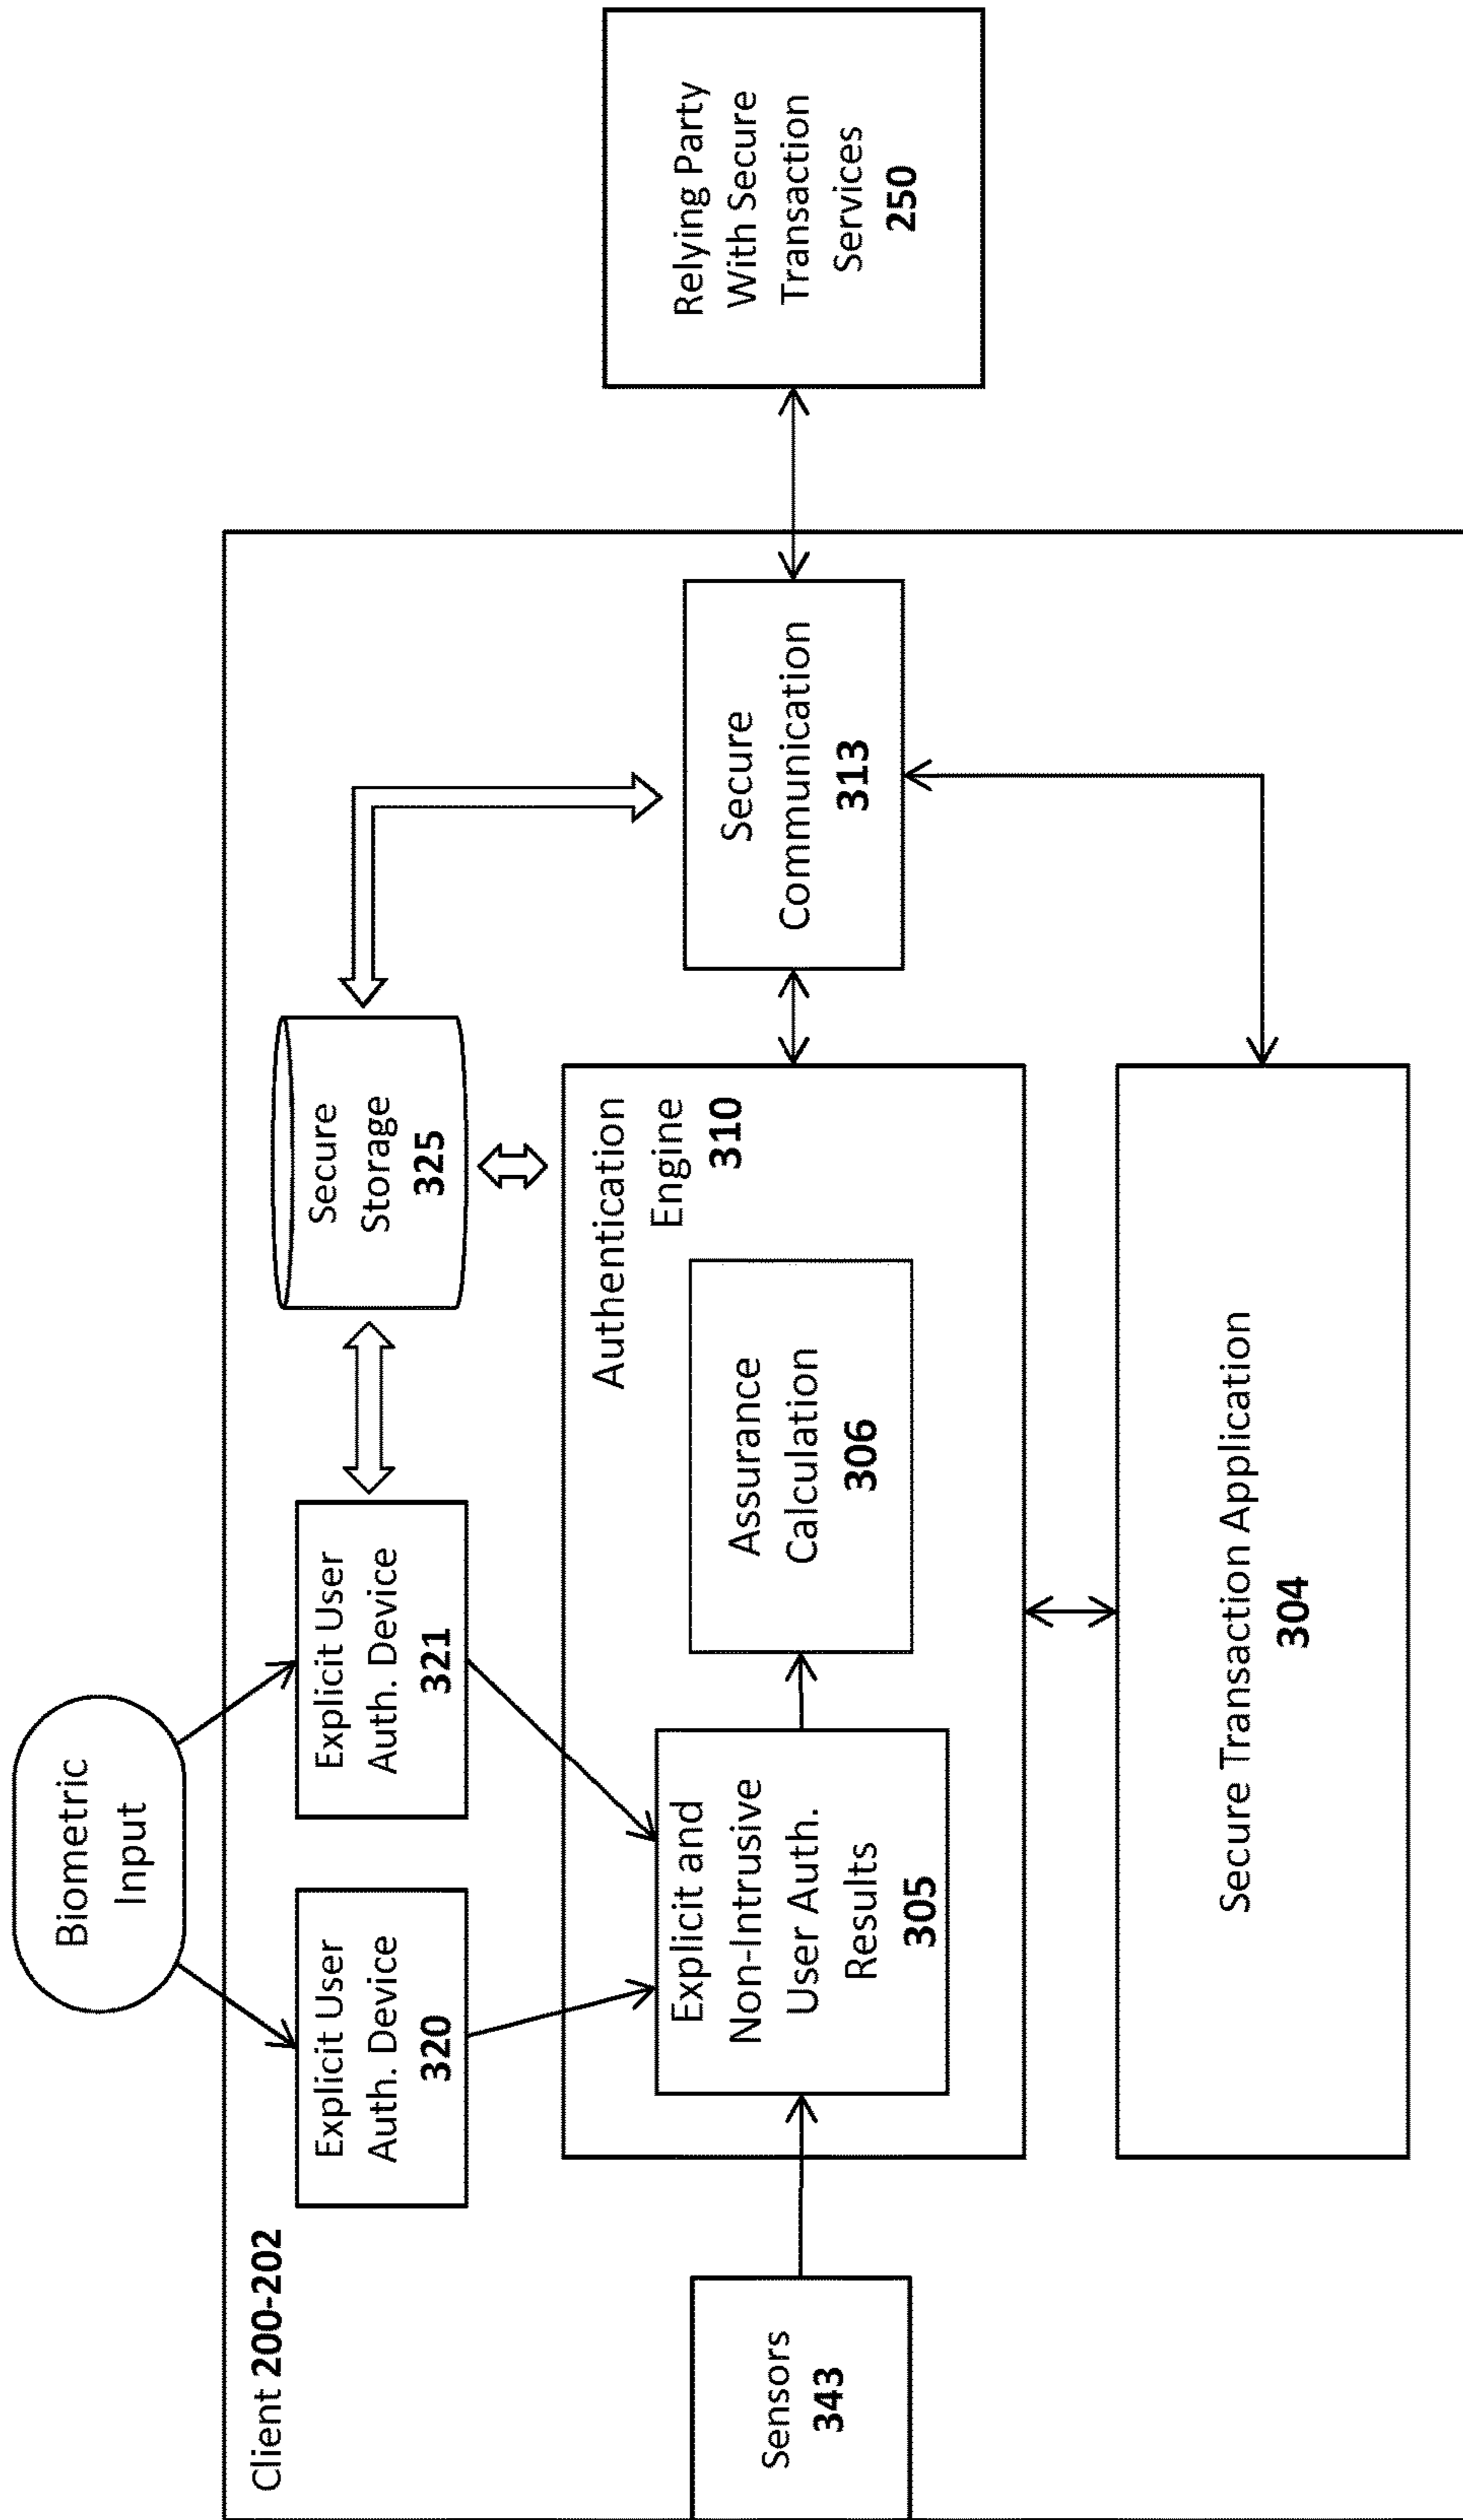 Biometric
Input
Client 200-202
Explicit User
Auth. Device
320
Explicit User
Auth. Device
321
Secure
Storage
325
Sensors
343
Explicit and
Non-Intrusive
User Auth.
Results
305
Authentication
Engine
310
Assurance
Calculation
306
Secure
Communication
313
Relying Party
With Secure
Transaction
Services
250
Secure Transaction Application
304